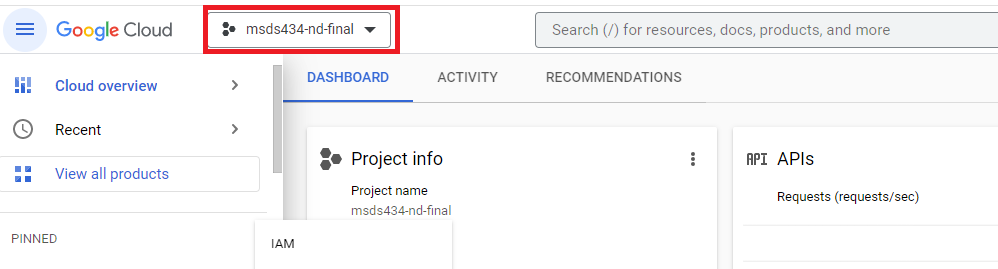 Google Cloud
msds434-nd-final
Search (/) for resources, docs, products, and more
Cloud overview
Recent
View all products
PINNED
IAM
DASHBOARD
ACTIVITY
RECOMMENDATIONS
Project info
Project name
msds434-nd-final
API
APIs
Requests (requests/sec)